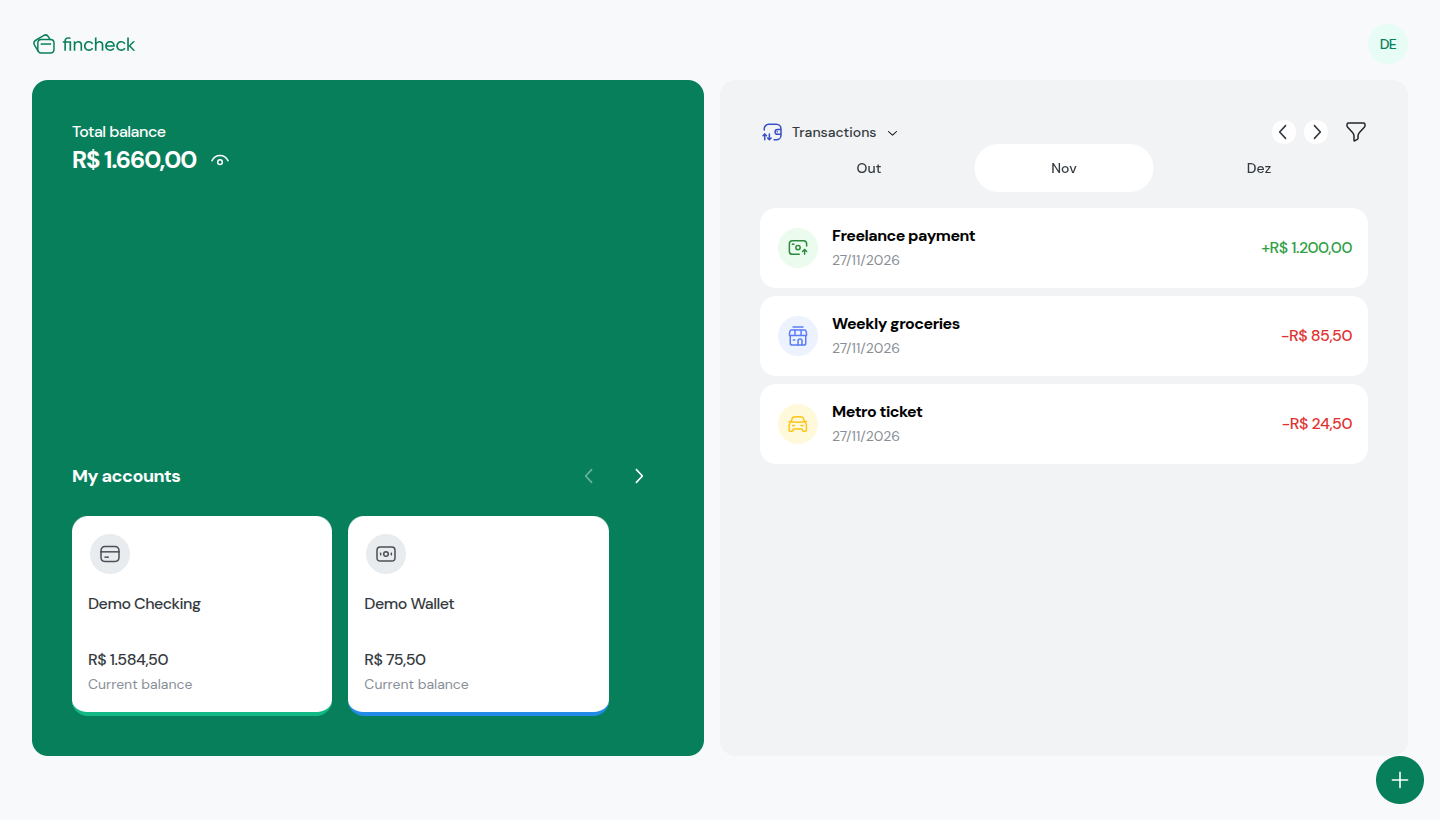 fincheck
DE
Total balance
R$ 1.660,00
My accounts
Demo Checking
R$ 1.584,50
Current balance
Demo Wallet
R$ 75,50
Current balance
Transactions
Out
Nov
Dez
Freelance payment
27/11/2026
+R$ 1.200,00
Weekly groceries
27/11/2026
-R$ 85,50
Metro ticket
27/11/2026
-R$ 24,50